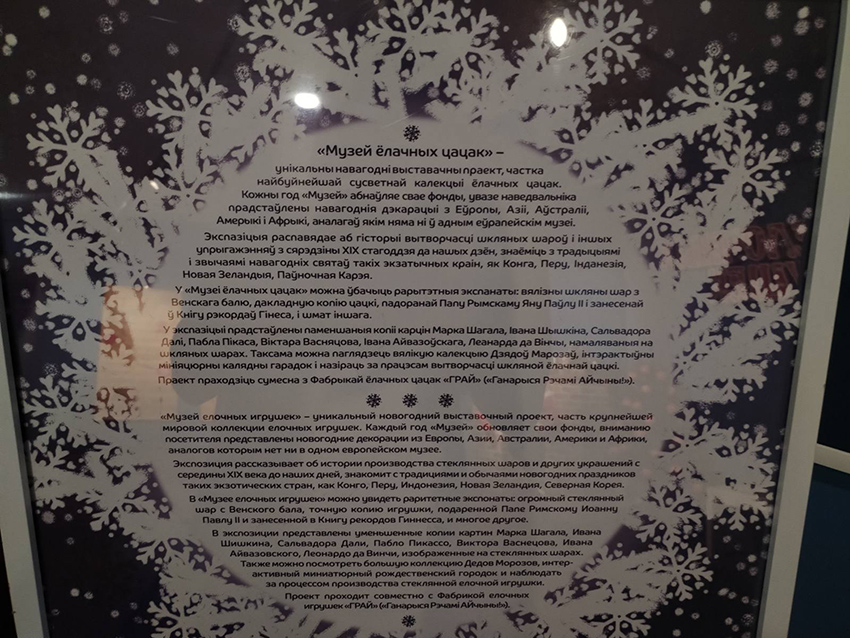 «Музей ёлачных цацак» –
унікальны навагодні выставачны праект, частка
найбуйнейшай сусветнай калекцыі ёлачных цацак.
Кожны год «Музей» абнаўляе свае фонды, увазе наведвальніка
прадстаўлены навагоднія дэкарацыі з Еўропы, Азіі, Аўстраліі,
Амерыкі і Афрыкі, аналагаў якім няма ні ў адным еўрапейскім музеі.
Экспазіцыя распавядае аб гісторыі вытворчасці шкляных шароў і іншых
упрыгажэнняў з сярэдзіны XIX стагоддзя да нашых дзён, знаёміць з традыцыямі
і звычаямі навагодніх святаў такіх экзатычных краін, як Конга, Перу, Інданезія,
Новая Зеландыя, Паўночная Карэя.
У «Музеі ёлачных цацак» можна ўбачыць рарытэтныя экспанаты: вялізны шкляны шар з
Венскага балю, дакладную копію цацкі, падоранай Папу Рымскаму Яну Паўлу II і занесенай
ў Кнігу рэкордаў Гінеса, і шмат іншага.
У экспазіцыі прадстаўлены паменшаныя копіі карцін Марка Шагала, Івана Шышкіна, Сальвадора
Далі, Пабла Пікаса, Віктара Васняцова, Івана Айвазоўскага, Леанарда да Вінчы, намаляваныя на
шкляных шарах. Таксама можна паглядзець вялікую калекцыю Дзядоў Марозаў, інтэрактыўны
мініяцюрны калядны гарадок і назіраць за працэсам вытворчасці шкляной ёлачнай цацкі.
Праект праходзіць сумесна з Фабрыкай ёлачных цацак «ГРАЙ» («Ганарыся Рэчамі АйЧыны!»).
«Музей елочных игрушек» – уникальный новогодний выставочный проект, часть крупнейшей
мировой коллекции елочных игрушек. Каждый год «Музей» обновляет свои фонды, вниманию
посетителя представлены новогодние декорации из Европы, Азии, Австралии, Америки и Африки,
аналогов которым нет ни в одном европейском музее.
Экспозиция рассказывает об истории производства стеклянных шаров и других украшений с
середины XIX века до наших дней, знакомит с традициями и обычаями новогодних праздников
таких экзотических стран, как Конго, Перу, Индонезия, Новая Зеландия, Северная Корея.
В «Музее елочных игрушек» можно увидеть раритетные экспонаты: огромный стеклянный
шар с Венского бала, точную копию игрушки, подаренной Папе Римскому Иоанну
Павлу II и занесенной в Книгу рекордов Гиннесса, и многое другое.
В экспозиции представлены уменьшенные копии картин Марка Шагала, Ивана
Шишкина, Сальвадора Дали, Пабло Пикассо, Виктора Васнецова, Ивана
Айвазовского, Леонардо да Винчи, изображенные на стеклянных шарах.
Также можно посмотреть большую коллекцию Дедов Морозов, интер-
активный миниатюрный рождественский городок и наблюдать
за процессом производства стеклянной елочной игрушки.
Проект проходит совместно с Фабрикой елочных
игрушек «ГРАЙ» («Ганарыся Рэчамі АйЧыны!»).